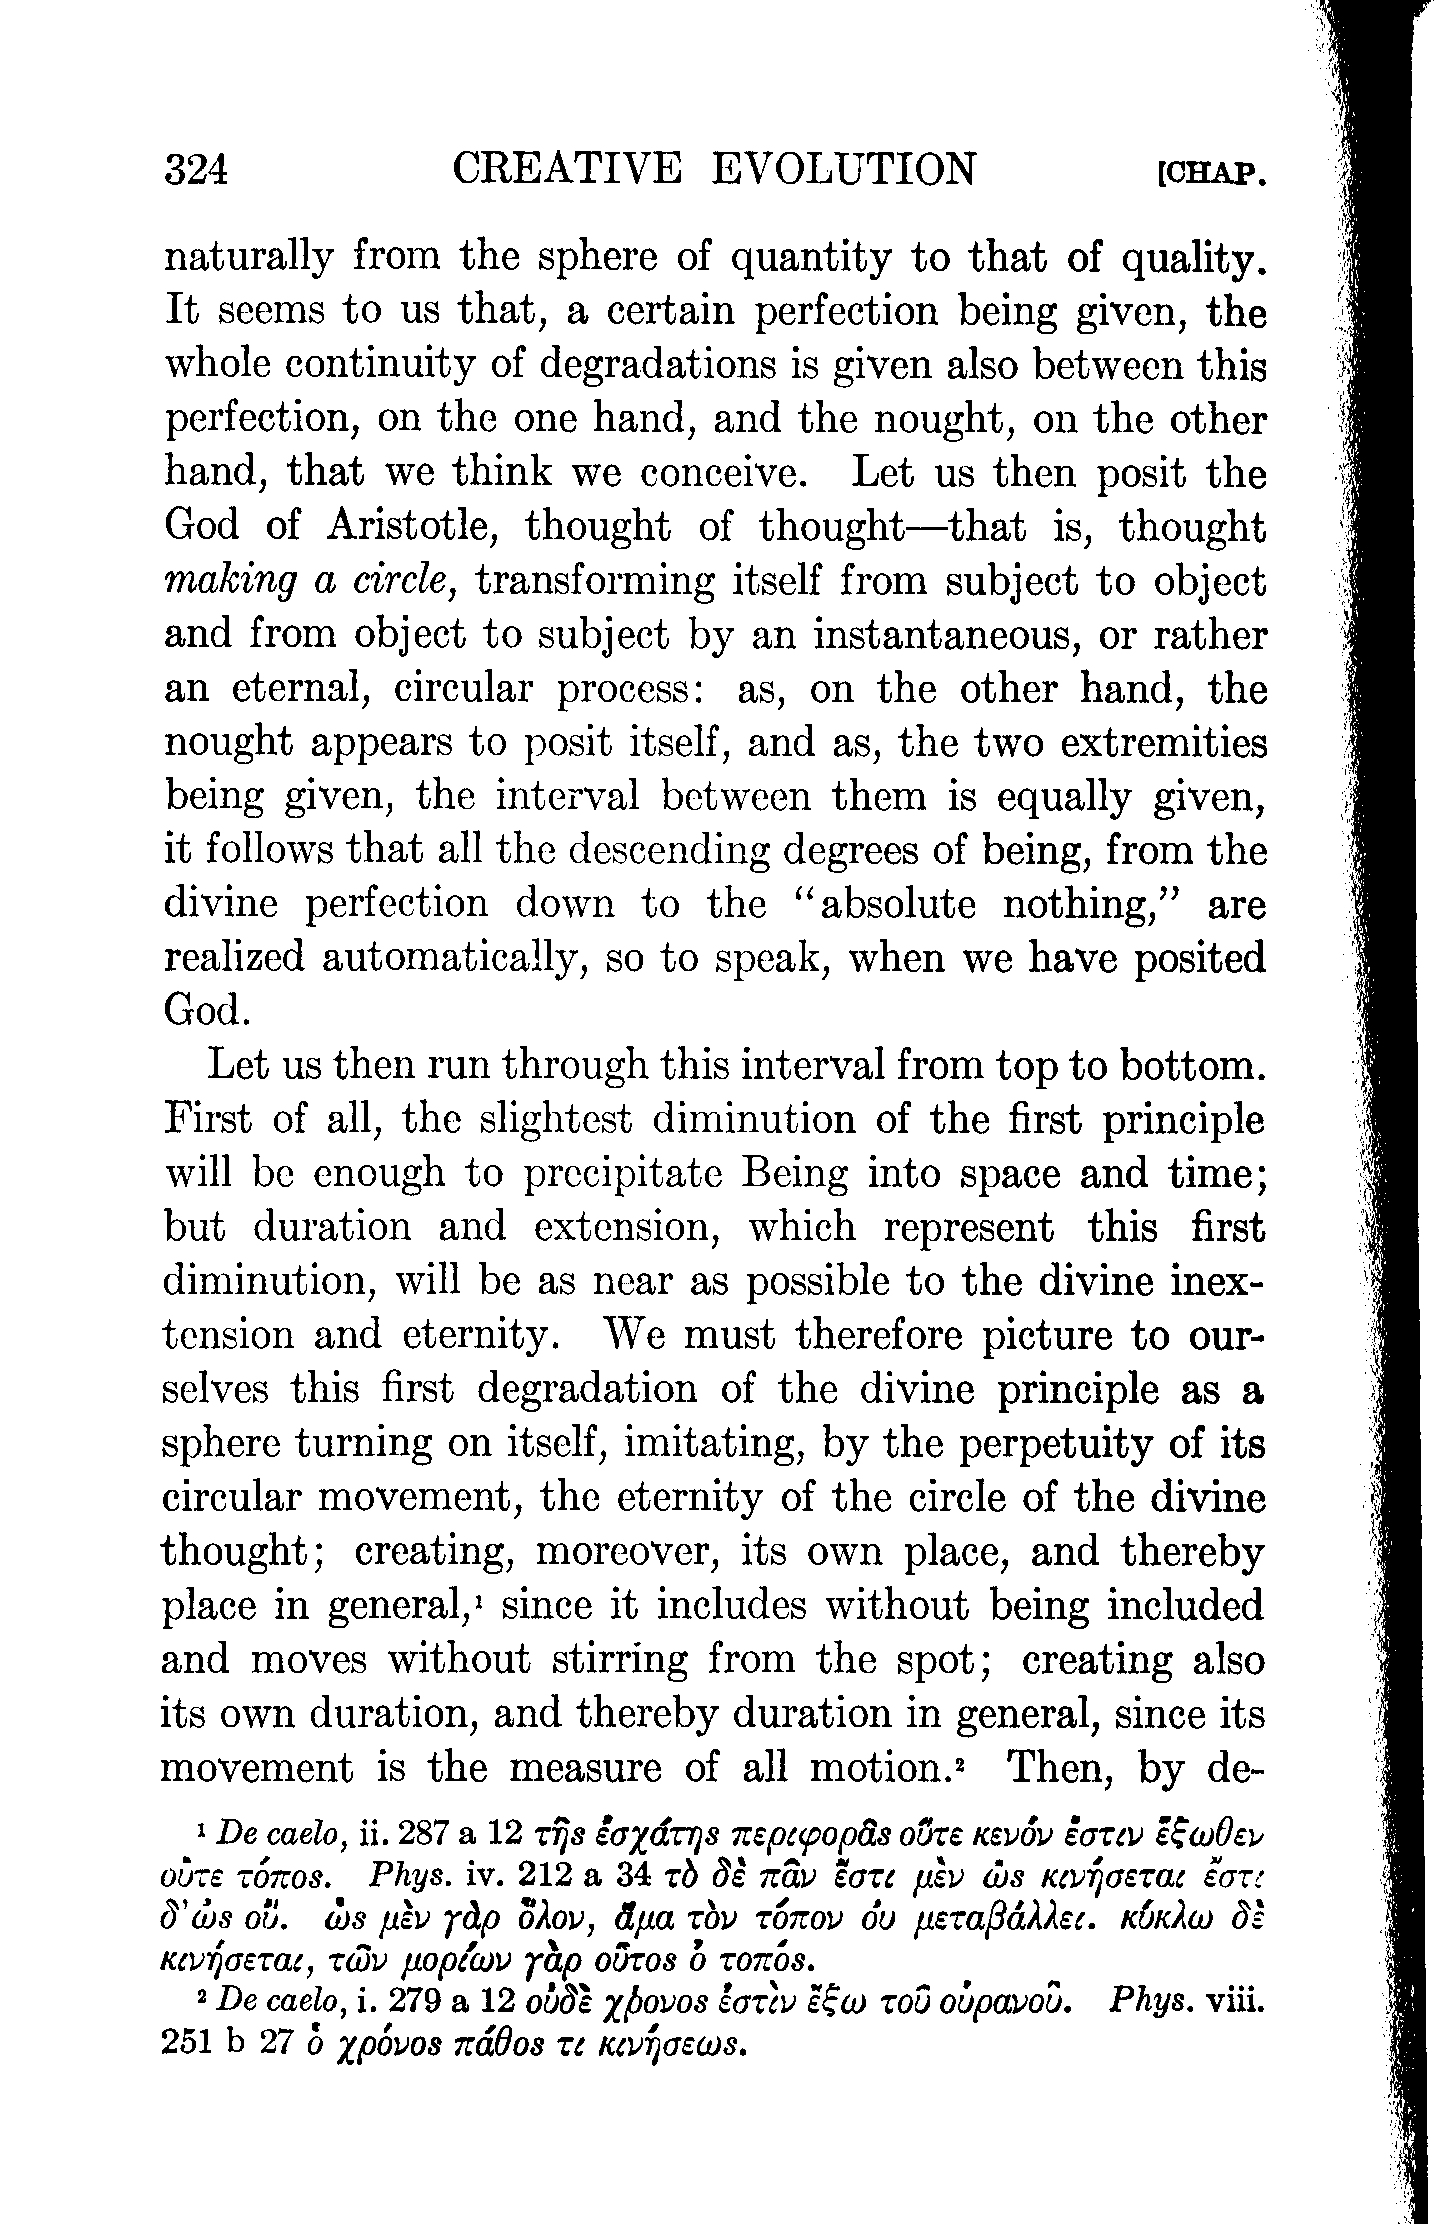 324 CREATIVE EVOLUTION [CHAP.
naturally from the sphere of quantity to that of quality.
It seems to us that, a certain perfection being given, the
whole continuity of degradations is given also between this
perfection, on the one hand, and the nought, on the other
hand, that we think we conceive. Let us then posit the
God of Aristotle, thought of thought—that is, thought
making a circle, transforming itself from subject to object
and from object to subject by an instantaneous, or rather
an eternal, circular process: as, on the other hand, the
nought appears to posit itself, and as, the two extremities
being given, the interval between them is equally given,
it follows that all the descending degrees of being, from the
divine perfection down to the “absolute nothing,” are
realized automatically, so to speak, when we have posited
God.
Let us then run through this interval from top to bottom.
First of all, the slightest diminution of the first principle
will be enough to precipitate Being into space and time;
but duration and extension, which represent this first
diminution, will be as near as possible to the divine inex-
tension and eternity. We must therefore picture to our-
selves this first degradation of the divine principle as a
sphere turning on itself, imitating, by the perpetuity of its
circular movement, the eternity of the circle of the divine
thought; creating, moreover, its own place, and thereby
place in general,¹ since it includes without being included
and moves without stirring from the spot; creating also
its own duration, and thereby duration in general, since its
movement is the measure of all motion.² Then, by de-
¹ De caelo, ii. 287 a 12 τῆς ἐσχάτης περιφορᾶς οὔτε κενόν ἐστιν ἔξωθεν
οὔτε τόπος. Phys. iv. 212 a 34 τὸ δὲ πᾶν ἔστι μὲν ὡς κινήσεται ἔστι
δ’ὡς οὔ. ὡς μὲν γὰρ ὅλον, ἅμα τὸν τόπον ὀυ μεταβάλλει. κύκλω δὲ
κινήσεται, τῶν μορίων γὰρ οὗτος ὁ τοπός.
² De caelo, i. 279 a 12 οὐδὲ χρονος ἐστὶν ἔξω τοῦ οὐρανοῦ. Phys. viii.
251 b 27 ὁ χρόνος πάθος τι κινήσεως.